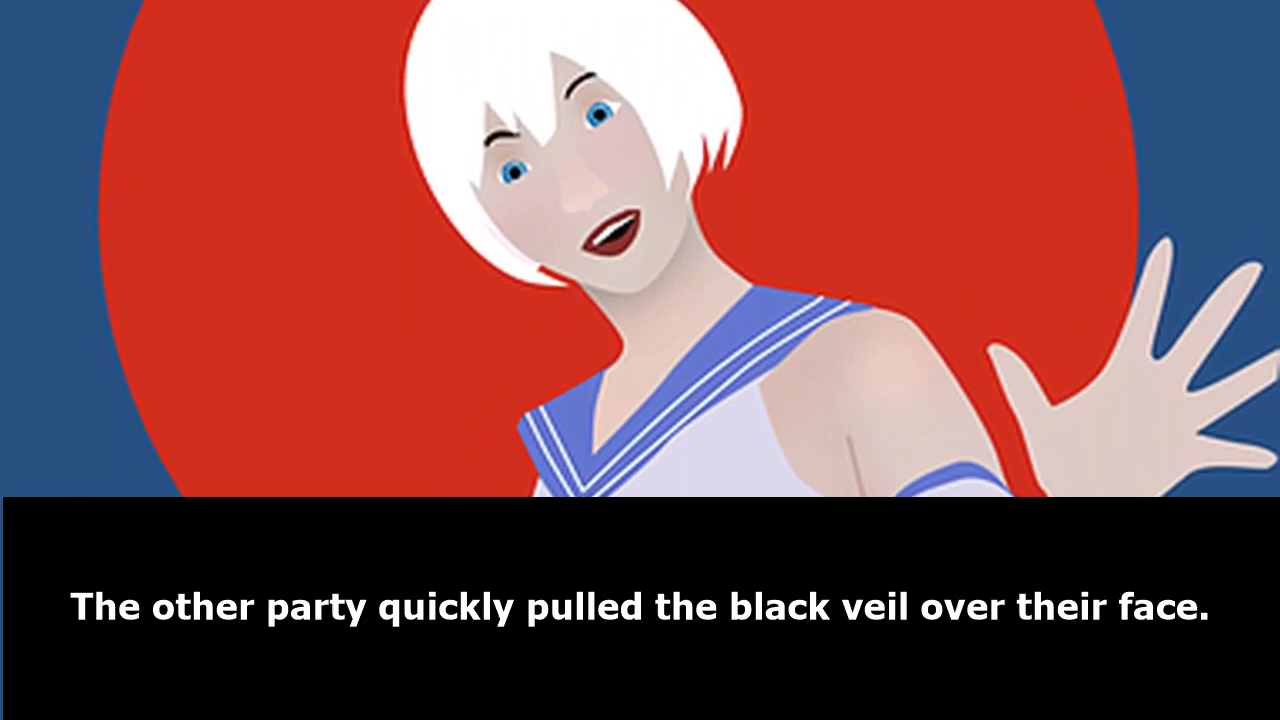 The other party quickly pulled the black veil over their face.